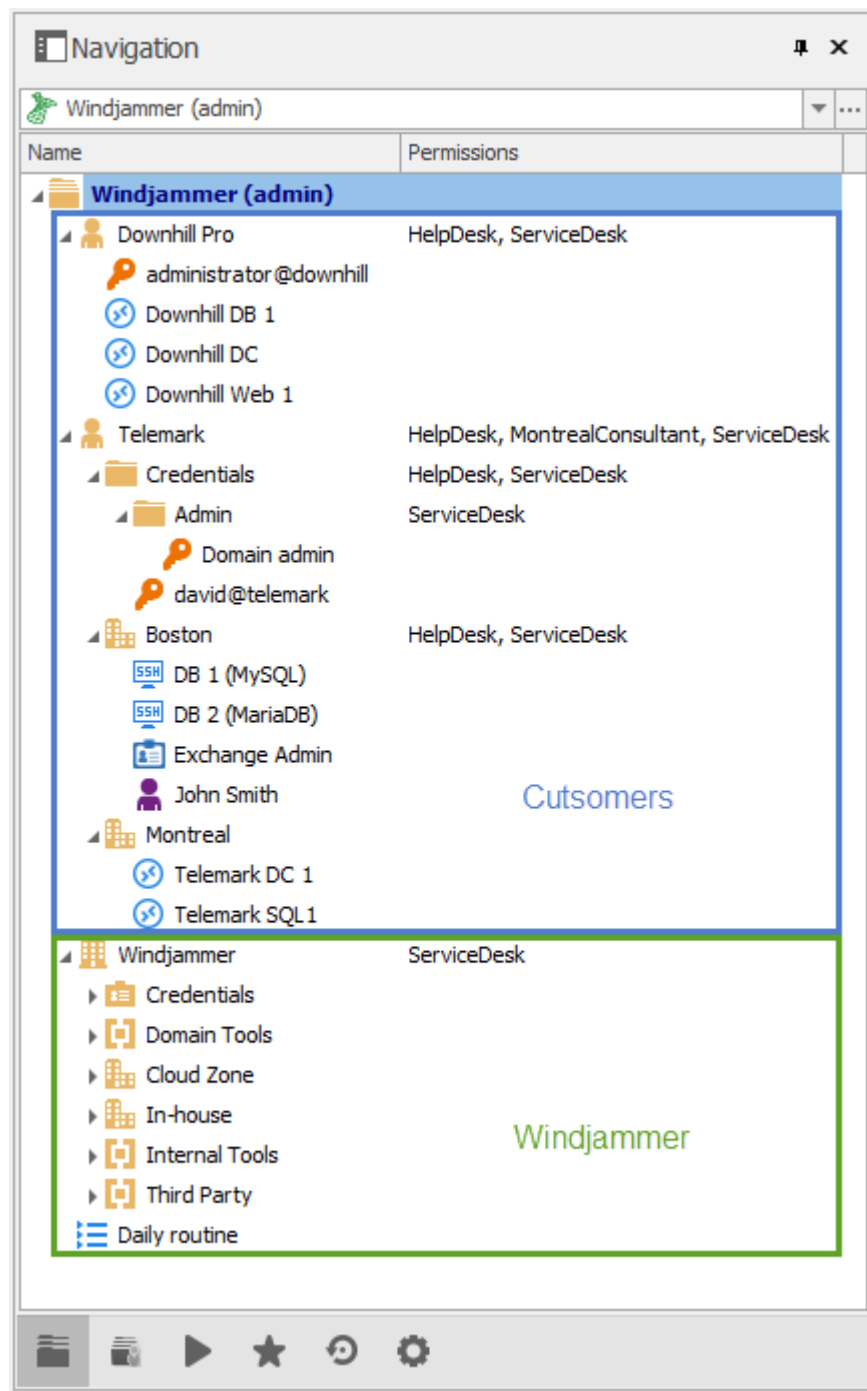 Navigation
Windjammer (admin)
Name Permissions
Windjammer (admin)
Downhill Pro HelpDesk, ServiceDesk
administrator@downhill
Downhill DB 1
Downhill DC
Downhill Web 1
Telemark HelpDesk, MontrealConsultant, ServiceDesk
Credentials HelpDesk, ServiceDesk
Admin ServiceDesk
Domain admin
david@telemark
Boston HelpDesk, ServiceDesk
SSH DB 1 (MySQL)
SSH DB 2 (MariaDB)
Exchange Admin
John Smith Cutsomers
Montreal
Telemark DC 1
Telemark SQL1
Windjammer ServiceDesk
Credentials
Domain Tools
Cloud Zone
In-house
Windjammer
Internal Tools
Third Party
Daily routine